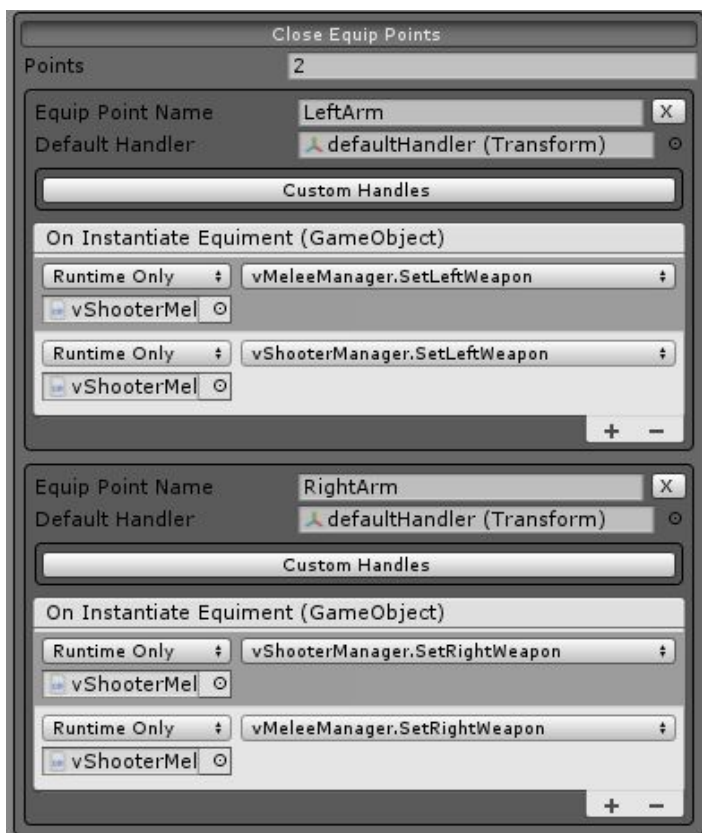 Close Equip Points
Points 2
Equip Point Name LeftArm X
Default Handler defaultHandler (Transform)
Custom Handles
On Instantiate Equiment (GameObject)
Runtime Only vMeleeManager.SetLeftWeapon
vShooterMel
Runtime Only vShooterManager.SetLeftWeapon
vShooterMel
+ −
Equip Point Name RightArm X
Default Handler defaultHandler (Transform)
Custom Handles
On Instantiate Equiment (GameObject)
Runtime Only vShooterManager.SetRightWeapon
vShooterMel
Runtime Only vMeleeManager.SetRightWeapon
vShooterMel
+ −